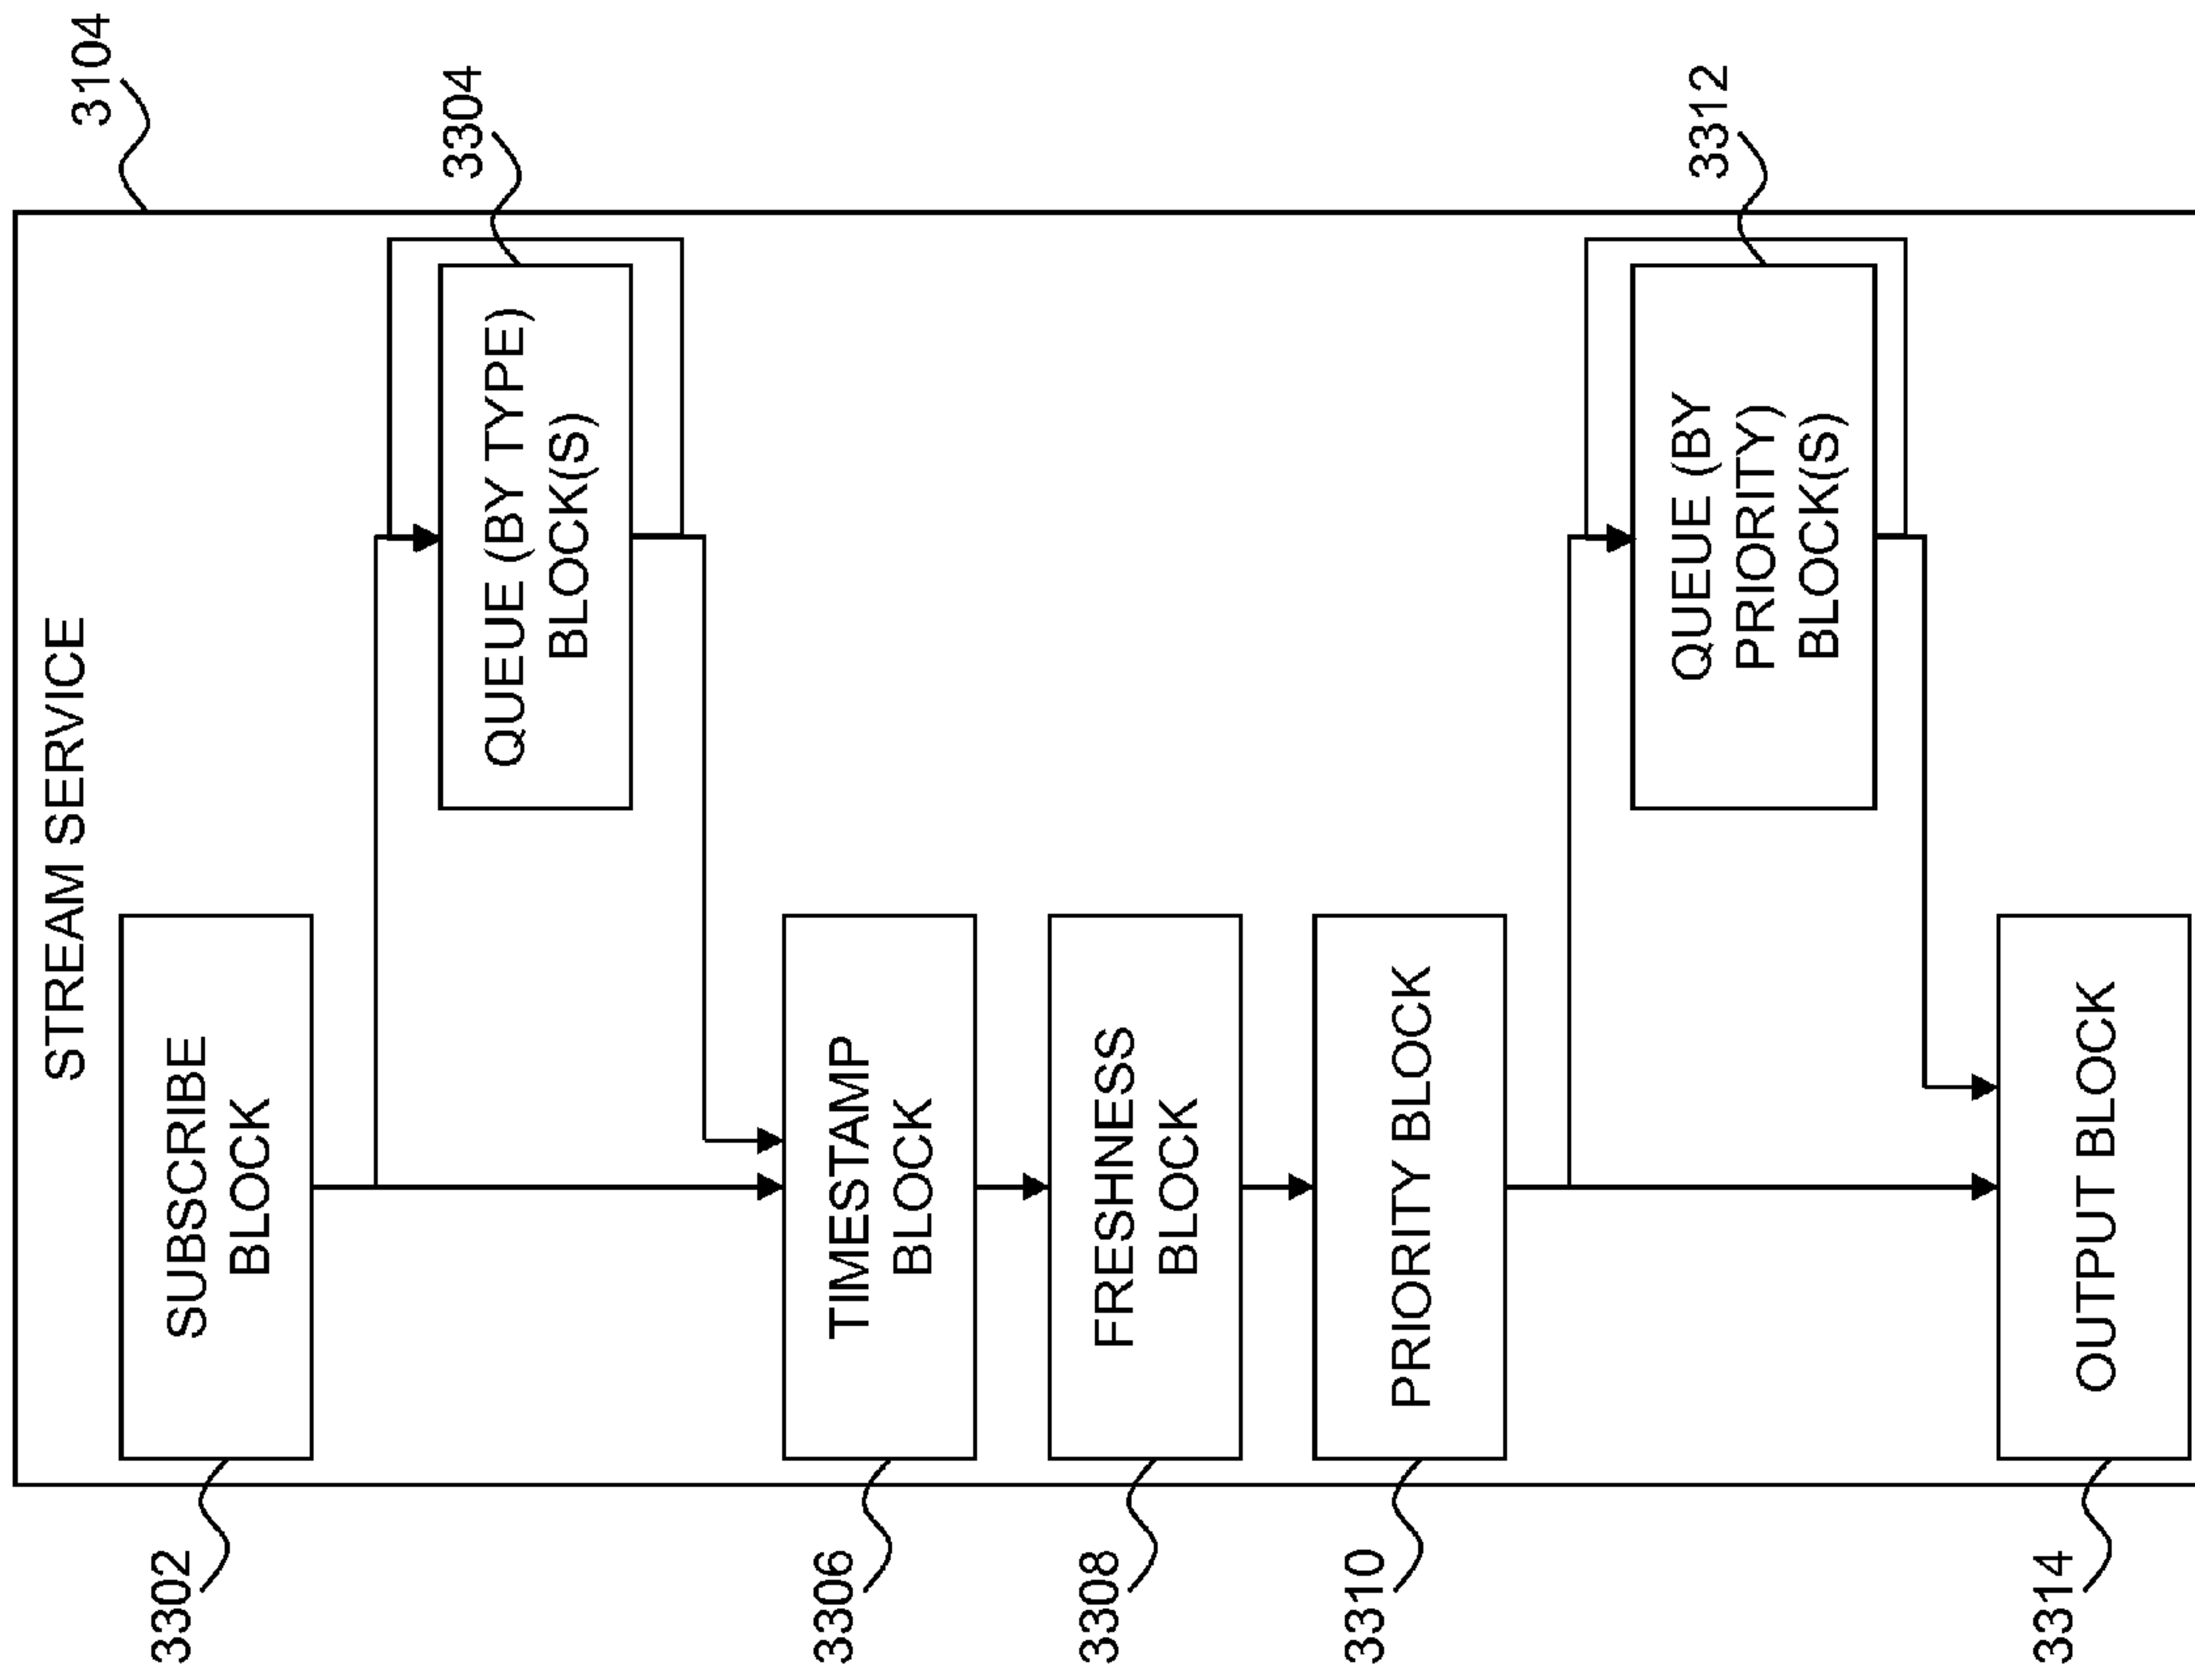 STREAM SERVICE
3104
3302
SUBSCRIBE
BLOCK
3304
QUEUE (BY TYPE)
BLOCK(S)
3306
TIMESTAMP
BLOCK
3308
FRESHNESS
BLOCK
3310
PRIORITY BLOCK
3312
QUEUE (BY
PRIORITY)
BLOCK(S)
3314
OUTPUT BLOCK